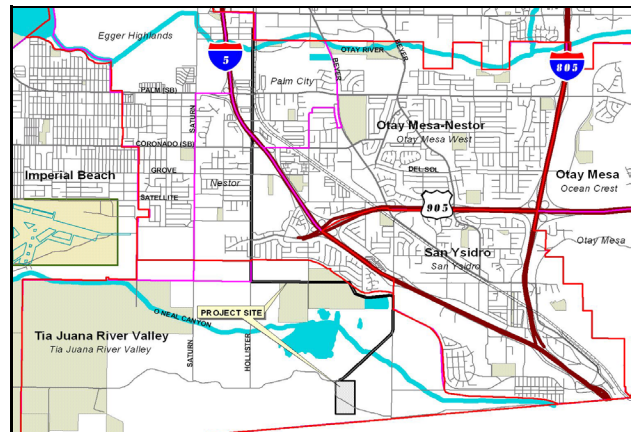 Egger Highlands
5
OTAY RIVER
BEYER
BEYER
805
Palm City
PALM (SB)
SATURN
Otay Mesa-Nestor
Otay Mesa West
CORONADO (SB)
Imperial Beach
GROVE
Nestor
DEL SOL
Otay Mesa
Ocean Crest
SATELLITE
905
San Ysidro
San Ysidro
Otay Mesa
PROJECT SITE
O NEAL CANYON
Tia Juana River Valley
Tia Juana River Valley
SATURN
HOLLISTER